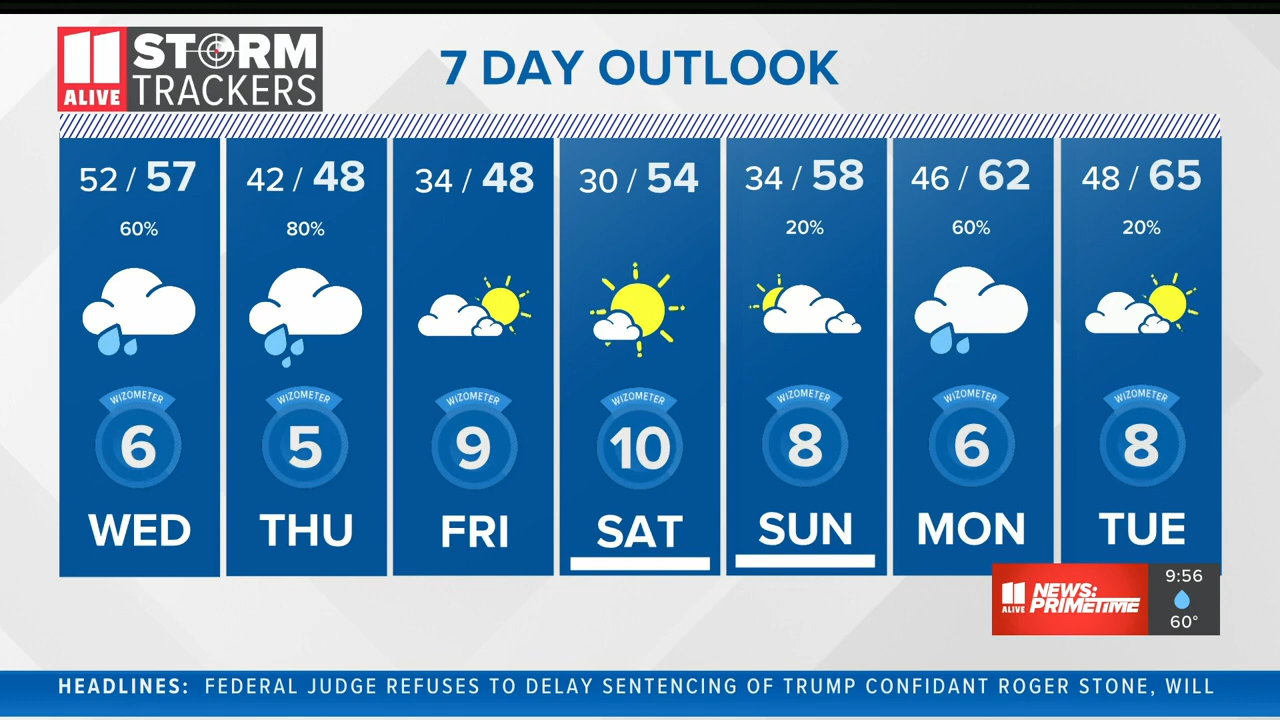 11 ALIVE STORM TRACKERS
7 DAY OUTLOOK
52 / 57
60%
WIZOMETER
6
WED
42 / 48
80%
WIZOMETER
5
THU
34 / 48
WIZOMETER
9
FRI
30 / 54
WIZOMETER
10
SAT
34 / 58
20%
WIZOMETER
8
SUN
46 / 62
60%
WIZOMETER
6
MON
48 / 65
20%
WIZOMETER
8
TUE
11 ALIVE
NEWS:
PRIMETIME
9:56
60°
HEADLINES: FEDERAL JUDGE REFUSES TO DELAY SENTENCING OF TRUMP CONFIDANT ROGER STONE, WILL